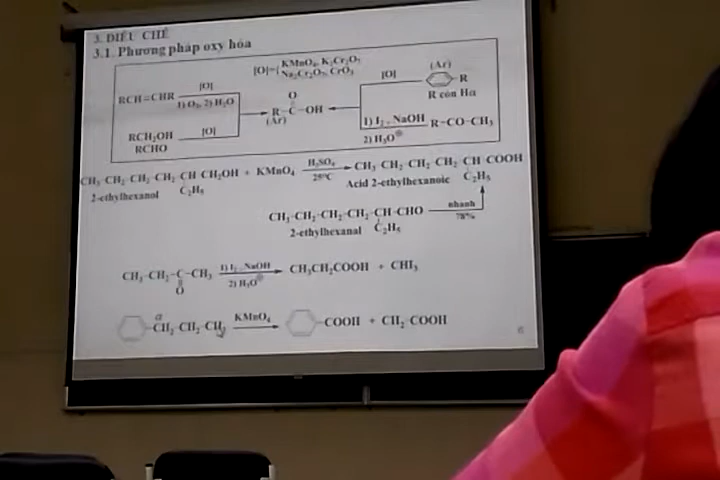 3. ĐIỀU CHẾ
3.1. Phương pháp oxy hóa
[O]={ KMnO₄, K₂Cr₂O₇
Na₂Cr₂O₇, CrO₃
RCH=CHR [O]
1) O₃, 2) H₂O
RCH₂OH [O]
RCHO
O
R-C-OH
(Ar)
[O] (Ar)
R
R còn Hα
1) I₂, NaOH R-CO-CH₃
2) H₃O⊕
CH₃-CH₂-CH₂-CH₂-CH-CH₂OH + KMnO₄ H₂SO₄ CH₃-CH₂-CH₂-CH₂-CH-COOH
C₂H₅ 25°C C₂H₅
2-ethylhexanol Acid 2-ethylhexanoic
CH₃-CH₂-CH₂-CH₂-CH-CHO nhanh
78%
2-ethylhexanal C₂H₅
CH₃-CH₂-C-CH₃ 1) I₂, NaOH CH₃CH₂COOH + CHI₃
O 2) H₃O⊕
α
CH₂-CH₂-CH₃ KMnO₄ COOH + CH₃-COOH